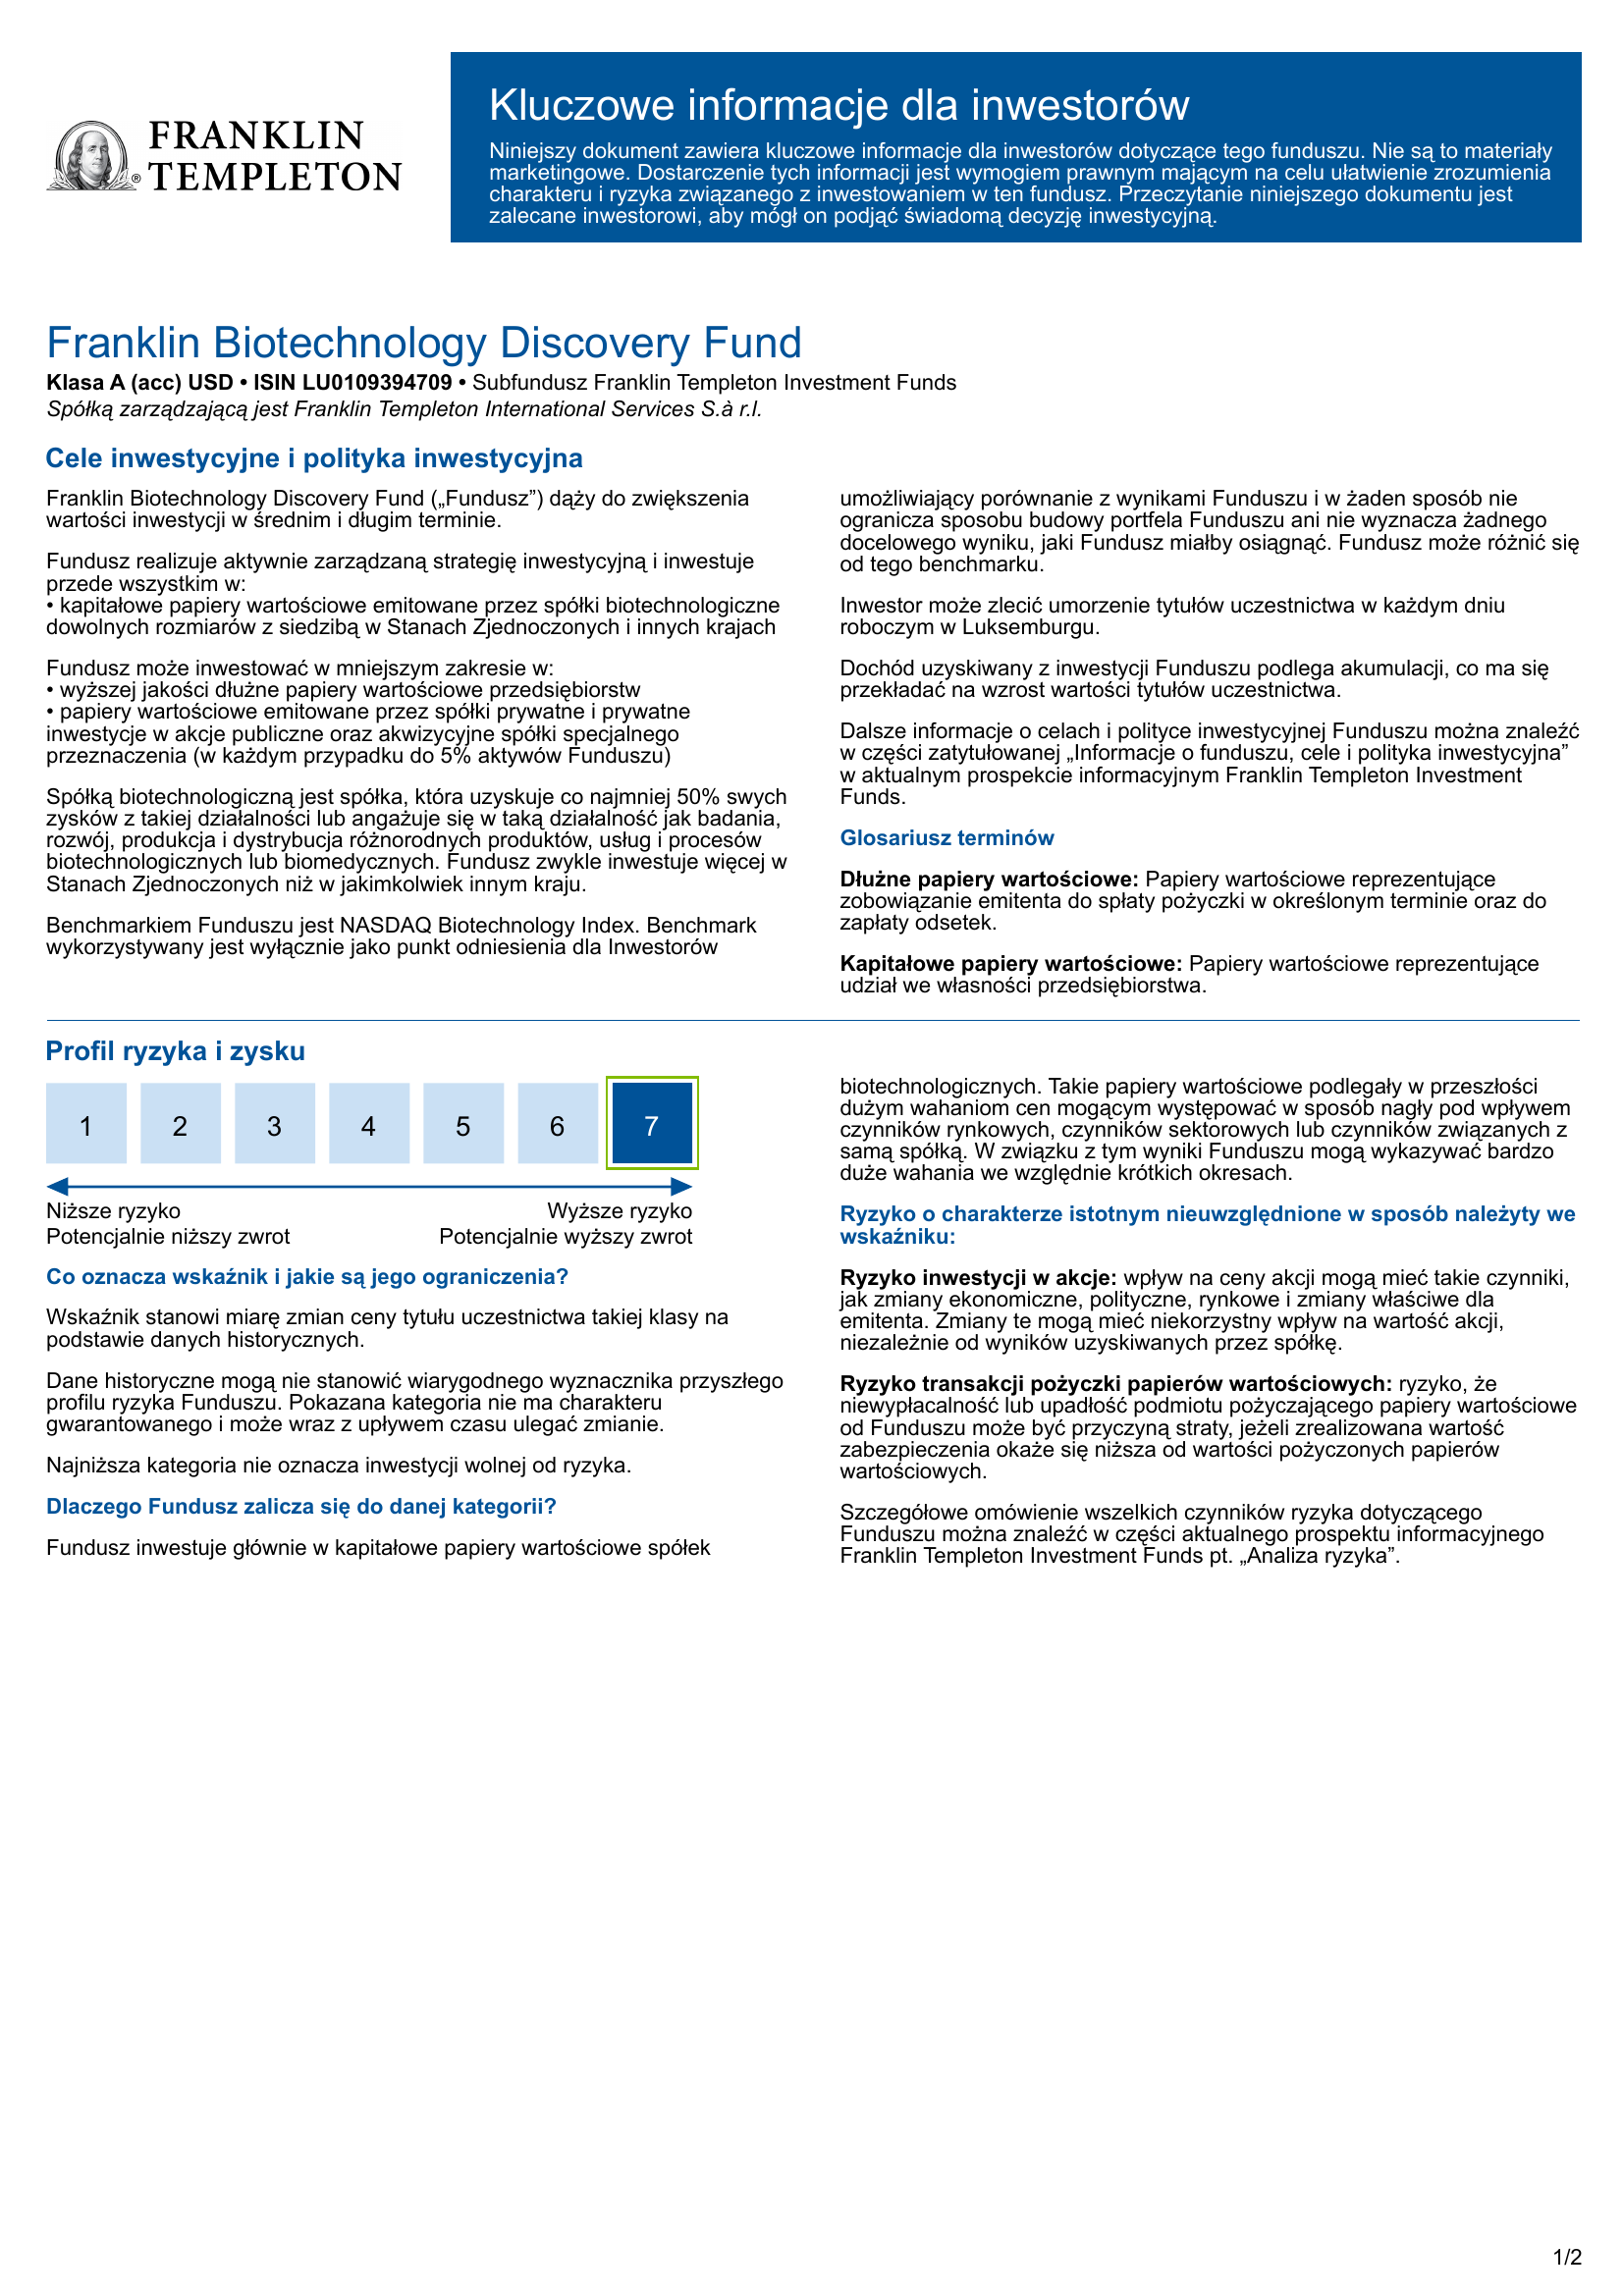 FRANKLIN
TEMPLETON
®
Kluczowe informacje dla inwestorów
Niniejszy dokument zawiera kluczowe informacje dla inwestorów dotyczące tego funduszu. Nie są to materiały
marketingowe. Dostarczenie tych informacji jest wymogiem prawnym mającym na celu ułatwienie zrozumienia
charakteru i ryzyka związanego z inwestowaniem w ten fundusz. Przeczytanie niniejszego dokumentu jest
zalecane inwestorowi, aby mógł on podjąć świadomą decyzję inwestycyjną.
Franklin Biotechnology Discovery Fund
Klasa A (acc) USD • ISIN LU0109394709 • Subfundusz Franklin Templeton Investment Funds
Spółką zarządzającą jest Franklin Templeton International Services S.à r.l.
Cele inwestycyjne i polityka inwestycyjna
Franklin Biotechnology Discovery Fund („Fundusz”) dąży do zwiększenia
wartości inwestycji w średnim i długim terminie.
Fundusz realizuje aktywnie zarządzaną strategię inwestycyjną i inwestuje
przede wszystkim w:
• kapitałowe papiery wartościowe emitowane przez spółki biotechnologiczne
dowolnych rozmiarów z siedzibą w Stanach Zjednoczonych i innych krajach
Fundusz może inwestować w mniejszym zakresie w:
• wyższej jakości dłużne papiery wartościowe przedsiębiorstw
• papiery wartościowe emitowane przez spółki prywatne i prywatne
inwestycje w akcje publiczne oraz akwizycyjne spółki specjalnego
przeznaczenia (w każdym przypadku do 5% aktywów Funduszu)
Spółką biotechnologiczną jest spółka, która uzyskuje co najmniej 50% swych
zysków z takiej działalności lub angażuje się w taką działalność jak badania,
rozwój, produkcja i dystrybucja różnorodnych produktów, usług i procesów
biotechnologicznych lub biomedycznych. Fundusz zwykle inwestuje więcej w
Stanach Zjednoczonych niż w jakimkolwiek innym kraju.
Benchmarkiem Funduszu jest NASDAQ Biotechnology Index. Benchmark
wykorzystywany jest wyłącznie jako punkt odniesienia dla Inwestorów
umożliwiający porównanie z wynikami Funduszu i w żaden sposób nie
ogranicza sposobu budowy portfela Funduszu ani nie wyznacza żadnego
docelowego wyniku, jaki Fundusz miałby osiągnąć. Fundusz może różnić się
od tego benchmarku.
Inwestor może zlecić umorzenie tytułów uczestnictwa w każdym dniu
roboczym w Luksemburgu.
Dochód uzyskiwany z inwestycji Funduszu podlega akumulacji, co ma się
przekładać na wzrost wartości tytułów uczestnictwa.
Dalsze informacje o celach i polityce inwestycyjnej Funduszu można znaleźć
w części zatytułowanej „Informacje o funduszu, cele i polityka inwestycyjna”
w aktualnym prospekcie informacyjnym Franklin Templeton Investment
Funds.
Glosariusz terminów
Dłużne papiery wartościowe: Papiery wartościowe reprezentujące
zobowiązanie emitenta do spłaty pożyczki w określonym terminie oraz do
zapłaty odsetek.
Kapitałowe papiery wartościowe: Papiery wartościowe reprezentujące
udział we własności przedsiębiorstwa.
Profil ryzyka i zysku
1 2 3 4 5 6 7
Niższe ryzyko Wyższe ryzyko
Potencjalnie niższy zwrot Potencjalnie wyższy zwrot
Co oznacza wskaźnik i jakie są jego ograniczenia?
Wskaźnik stanowi miarę zmian ceny tytułu uczestnictwa takiej klasy na
podstawie danych historycznych.
Dane historyczne mogą nie stanowić wiarygodnego wyznacznika przyszłego
profilu ryzyka Funduszu. Pokazana kategoria nie ma charakteru
gwarantowanego i może wraz z upływem czasu ulegać zmianie.
Najniższa kategoria nie oznacza inwestycji wolnej od ryzyka.
Dlaczego Fundusz zalicza się do danej kategorii?
Fundusz inwestuje głównie w kapitałowe papiery wartościowe spółek
biotechnologicznych. Takie papiery wartościowe podlegały w przeszłości
dużym wahaniom cen mogącym występować w sposób nagły pod wpływem
czynników rynkowych, czynników sektorowych lub czynników związanych z
samą spółką. W związku z tym wyniki Funduszu mogą wykazywać bardzo
duże wahania we względnie krótkich okresach.
Ryzyko o charakterze istotnym nieuwzględnione w sposób należyty we
wskaźniku:
Ryzyko inwestycji w akcje: wpływ na ceny akcji mogą mieć takie czynniki,
jak zmiany ekonomiczne, polityczne, rynkowe i zmiany właściwe dla
emitenta. Zmiany te mogą mieć niekorzystny wpływ na wartość akcji,
niezależnie od wyników uzyskiwanych przez spółkę.
Ryzyko transakcji pożyczki papierów wartościowych: ryzyko, że
niewypłacalność lub upadłość podmiotu pożyczającego papiery wartościowe
od Funduszu może być przyczyną straty, jeżeli zrealizowana wartość
zabezpieczenia okaże się niższa od wartości pożyczonych papierów
wartościowych.
Szczegółowe omówienie wszelkich czynników ryzyka dotyczącego
Funduszu można znaleźć w części aktualnego prospektu informacyjnego
Franklin Templeton Investment Funds pt. „Analiza ryzyka”.
1/2